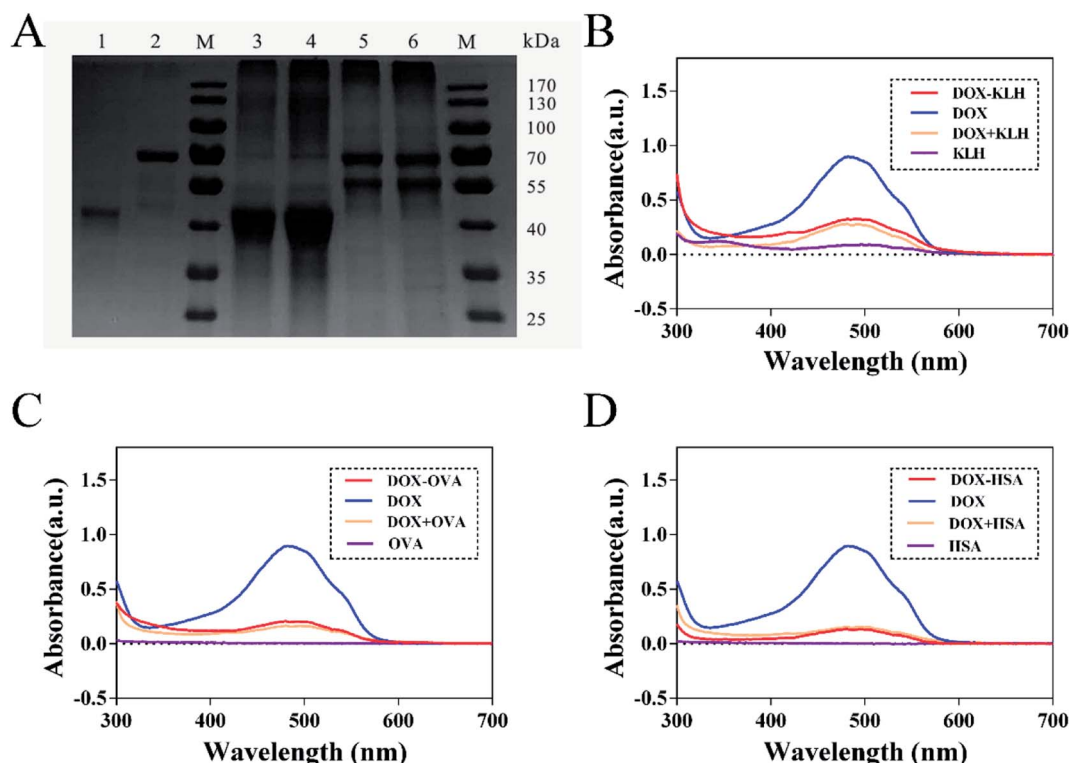 A
1 2 M 3 4 5 6 M kDa
170
130
100
70
55
40
35
25
B
Absorbance(a.u.)
1.5
1.0
0.5
0.0
-0.5
DOX-KLH
DOX
DOX+KLH
KLH
300 400 500 600 700
Wavelength (nm)
C
Absorbance(a.u.)
1.5
1.0
0.5
0.0
-0.5
DOX-OVA
DOX
DOX+OVA
OVA
300 400 500 600 700
Wavelength (nm)
D
Absorbance(a.u.)
1.5
1.0
0.5
0.0
-0.5
DOX-HSA
DOX
DOX+HSA
HSA
300 400 500 600 700
Wavelength (nm)